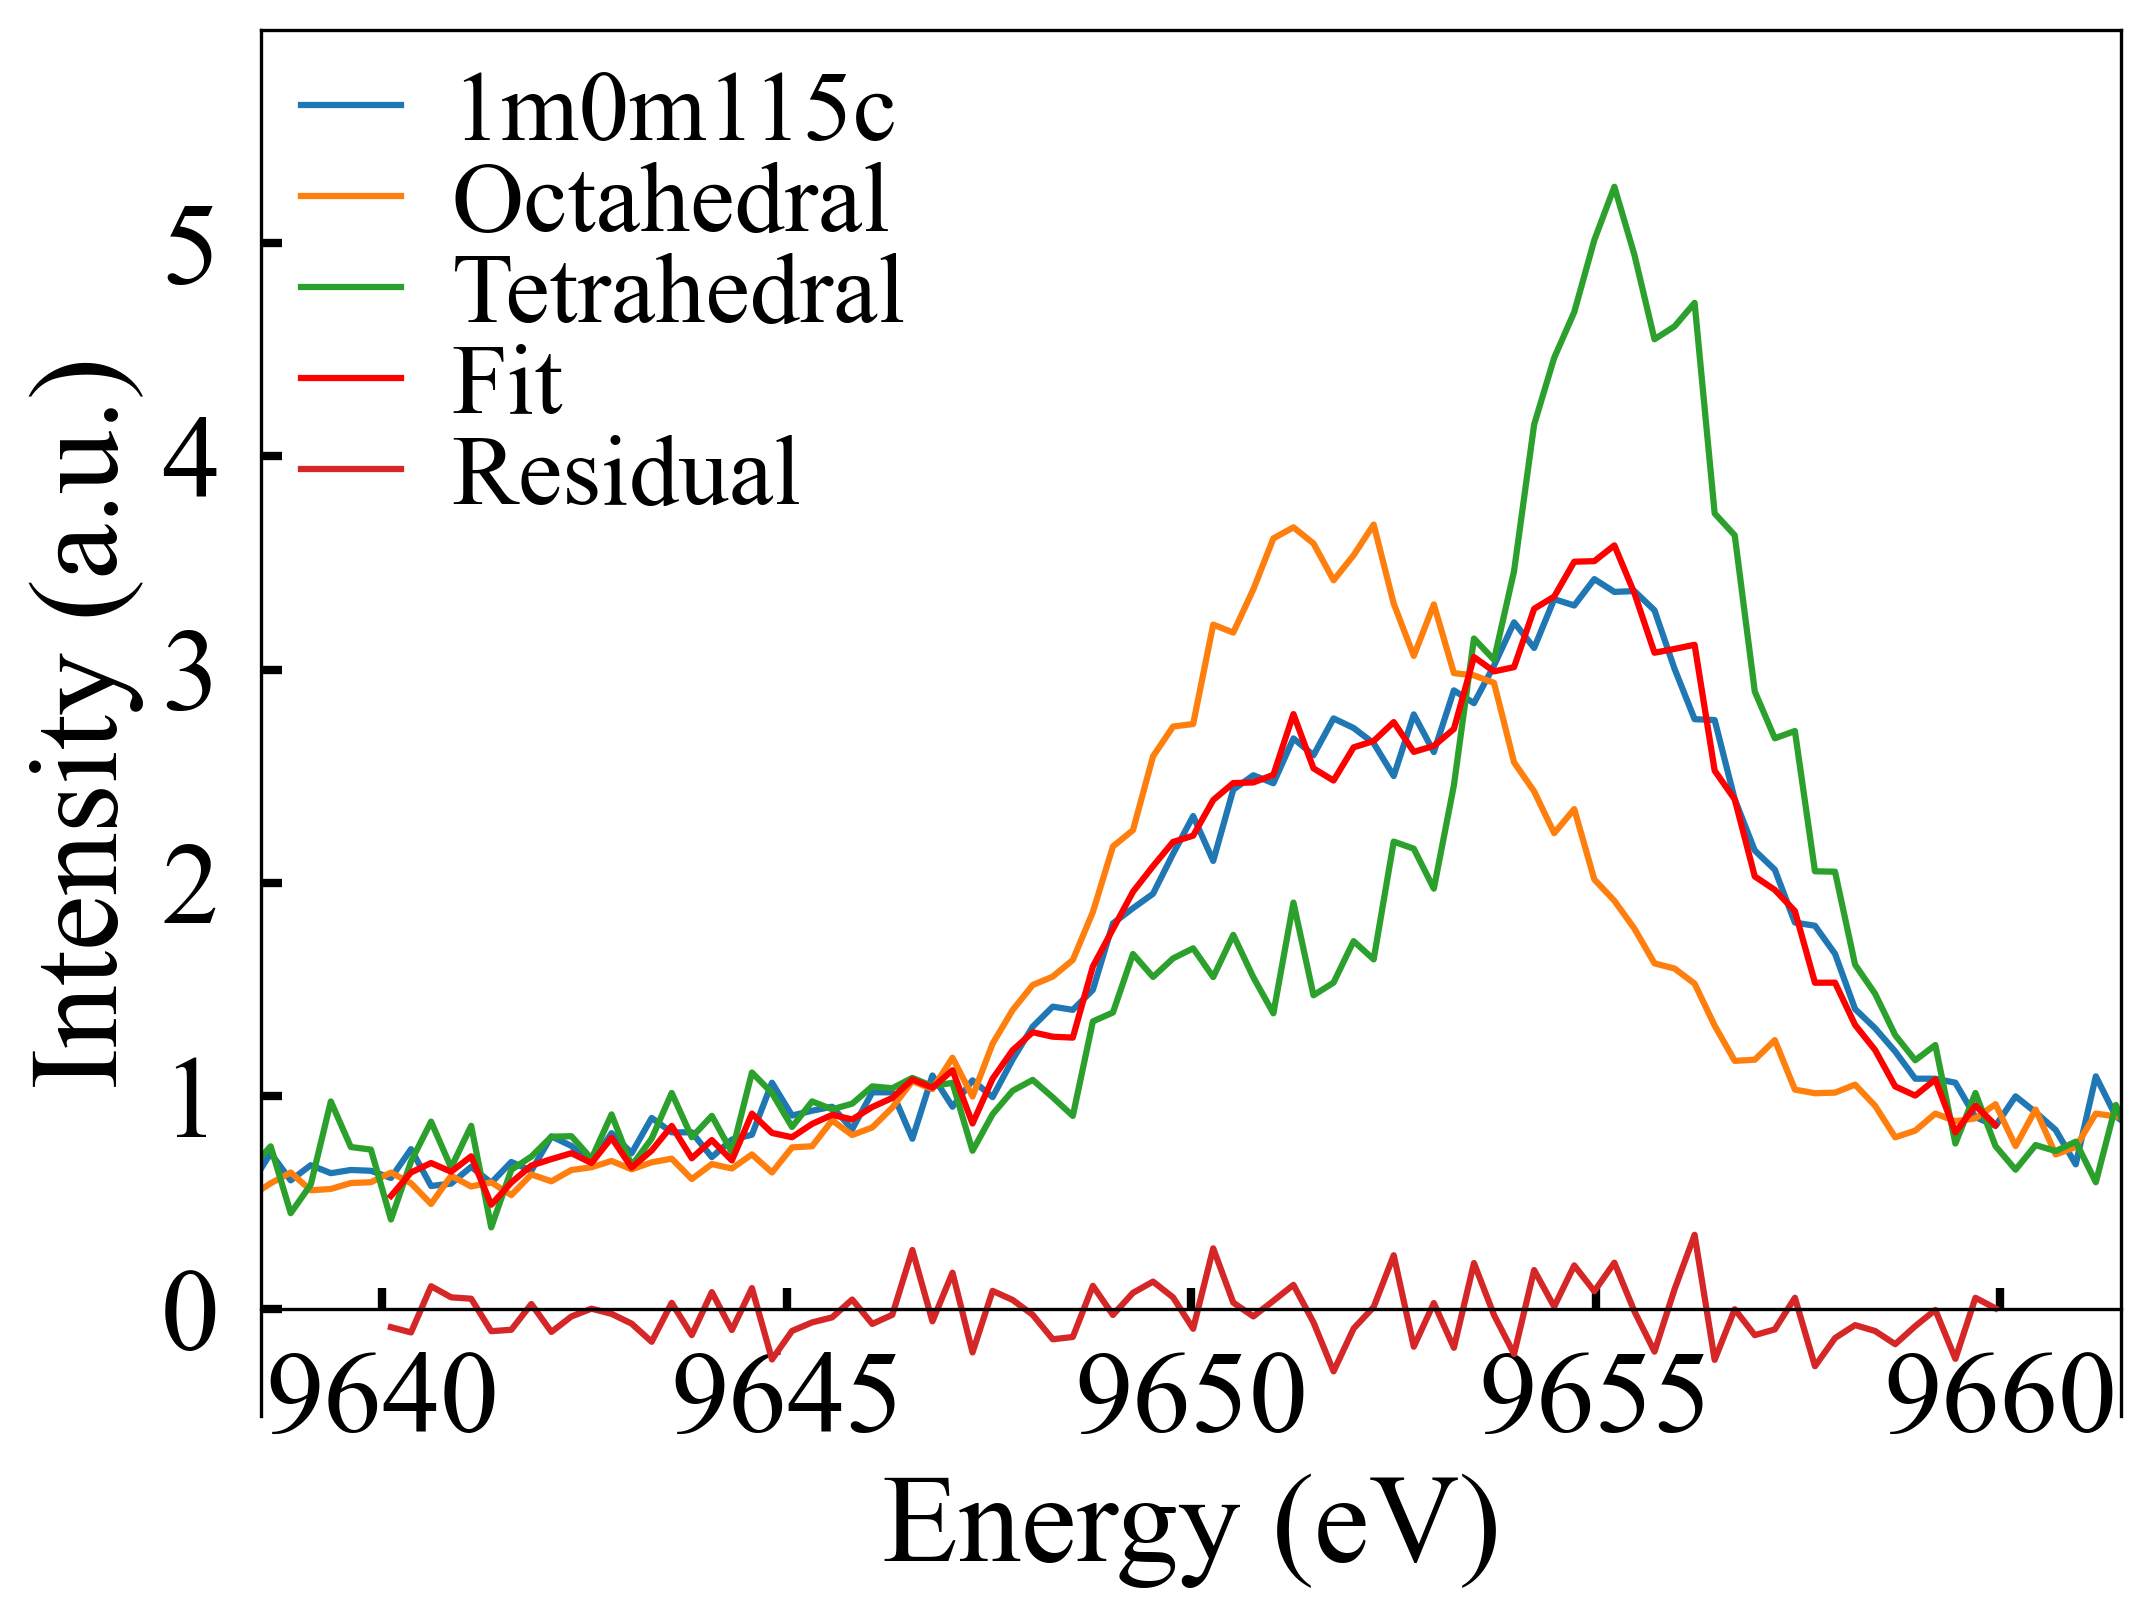 1m0m115c
Octahedral
Tetrahedral
Fit
Residual
5
4
3
2
1
0
Intensity (a.u.)
9640 9645 9650 9655 9660
Energy (eV)